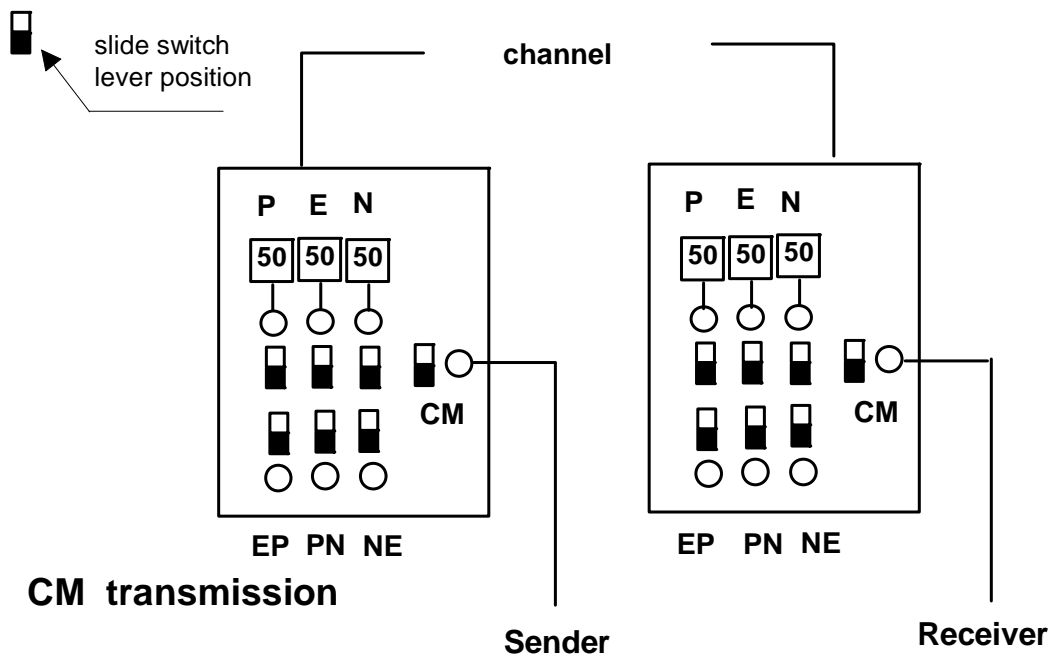 slide switch
lever position
channel
P E N
50 50 50
CM
EP PN NE
P E N
50 50 50
CM
EP PN NE
CM transmission
Sender
Receiver